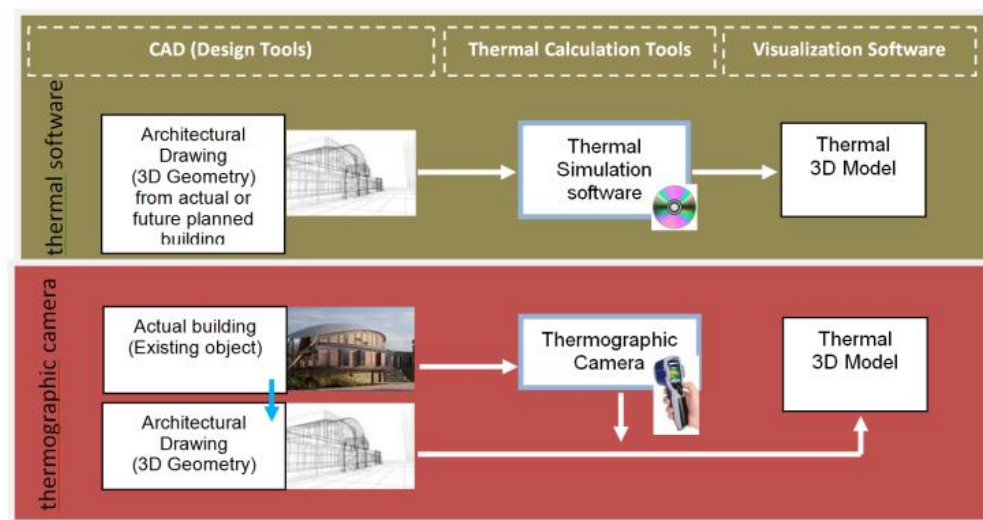 CAD (Design Tools)
Thermal Calculation Tools
Visualization Software
thermal software
Architectural
Drawing
(3D Geometry)
from actual or
future planned
building
Thermal
Simulation
software
Thermal
3D Model
thermographic camera
Actual building
(Existing object)
Architectural
Drawing
(3D Geometry)
Thermographic
Camera
Thermal
3D Model